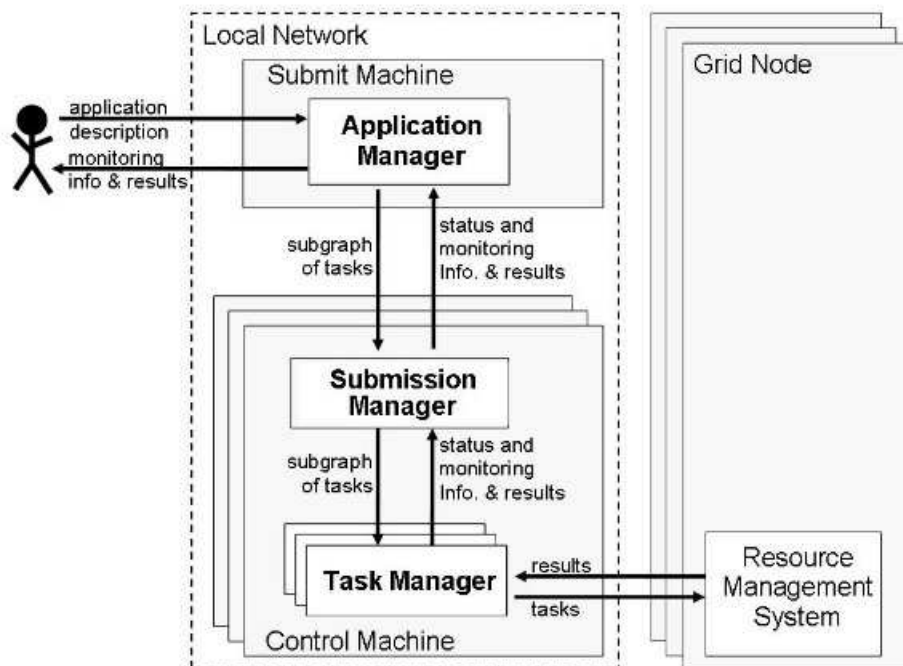 Local Network
Submit Machine
Grid Node
application
description
monitoring
info & results
Application
Manager
subgraph
of tasks
status and
monitoring
Info. & results
Submission
Manager
subgraph
of tasks
status and
monitoring
Info. & results
Task Manager
results
tasks
Resource
Management
System
Control Machine